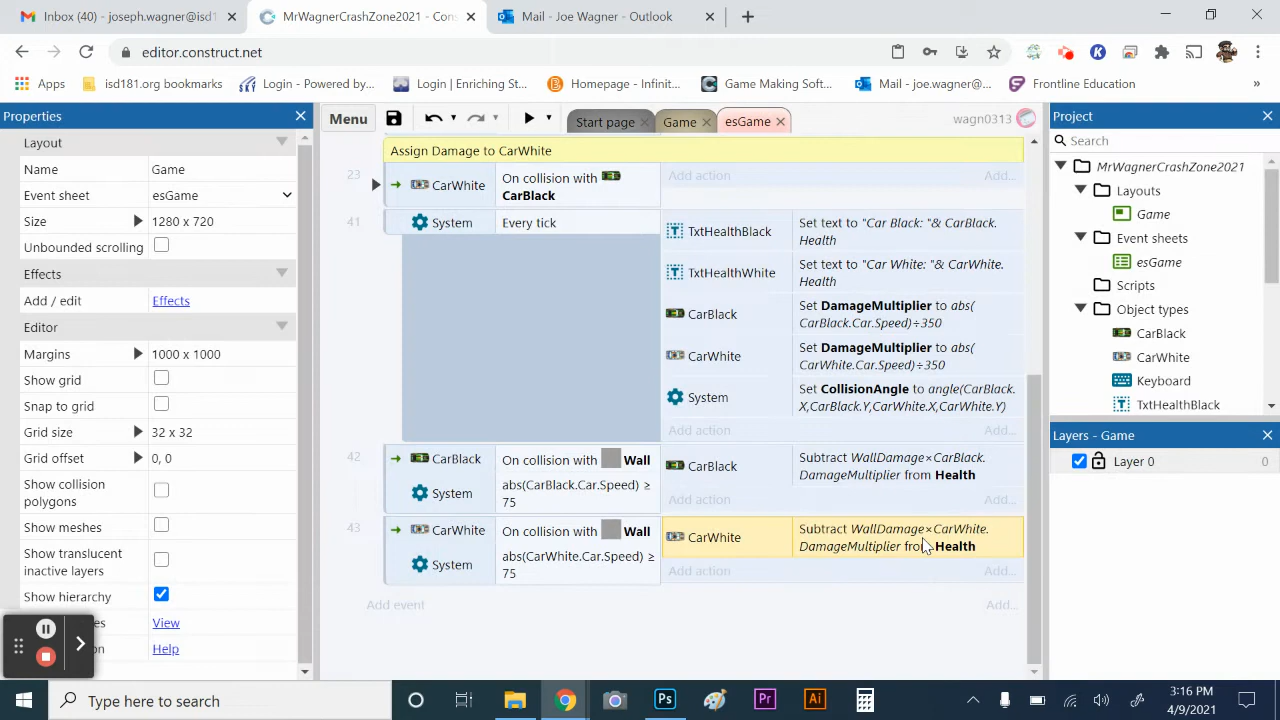 Inbox (40) - joseph.wagner@isd1
MrWagnerCrashZone2021 - Cons
Mail - Joe Wagner - Outlook
editor.construct.net
Apps
isd181.org bookmarks
Login - Powered by...
Login | Enriching St...
Homepage - Infinit...
Game Making Soft...
Mail - joe.wagner@...
Frontline Education
»
Properties
Menu
Start page
Game
esGame
wagn0313
Project
Layout
Name
Game
Event sheet
esGame
Size
1280 x 720
Unbounded scrolling
Effects
Add / edit
Effects
Editor
Margins
1000 x 1000
Show grid
Snap to grid
Grid size
32 x 32
Grid offset
0, 0
Show collision
polygons
Show meshes
Show translucent
inactive layers
Show hierarchy
View
Help
Assign Damage to CarWhite
23
CarWhite
On collision with
CarBlack
Add action
Add...
41
System
Every tick
TxtHealthBlack
Set text to "Car Black: "& CarBlack.
Health
TxtHealthWhite
Set text to "Car White: "& CarWhite.
Health
CarBlack
Set DamageMultiplier to abs(
CarBlack.Car.Speed)÷350
CarWhite
Set DamageMultiplier to abs(
CarWhite.Car.Speed)÷350
System
Set CollisionAngle to angle(CarBlack.
X,CarBlack.Y,CarWhite.X,CarWhite.Y)
Add action
Add...
42
CarBlack
On collision with Wall
System
abs(CarBlack.Car.Speed) ≥
75
CarBlack
Subtract WallDamage×CarBlack.
DamageMultiplier from Health
Add action
Add...
43
CarWhite
On collision with Wall
System
abs(CarWhite.Car.Speed) ≥
75
CarWhite
Subtract WallDamage×CarWhite.
DamageMultiplier from Health
Add action
Add...
Add event
Add...
Search
MrWagnerCrashZone2021
Layouts
Game
Event sheets
esGame
Scripts
Object types
CarBlack
CarWhite
Keyboard
TxtHealthBlack
Layers - Game
Layer 0
0
Type here to search
Ps
Pr
Ai
3:16 PM
4/9/2021